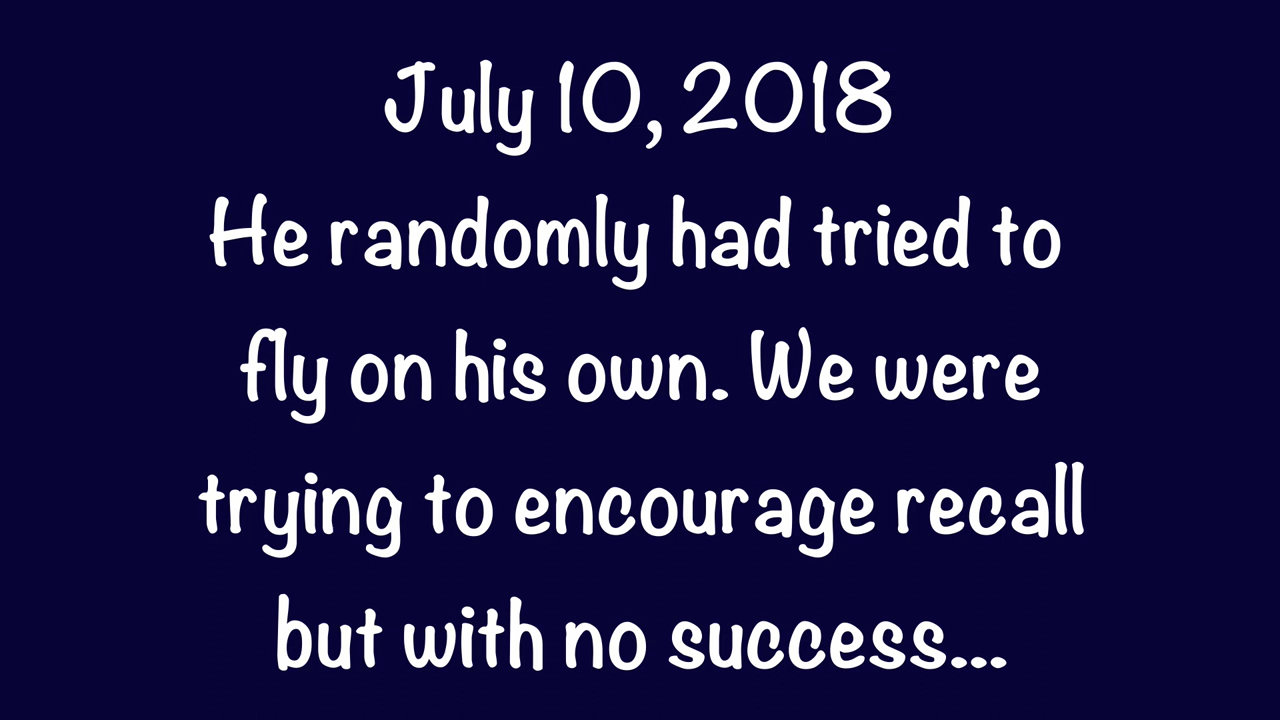 July 10, 2018
He randomly had tried to
fly on his own. We were
trying to encourage recall
but with no success...